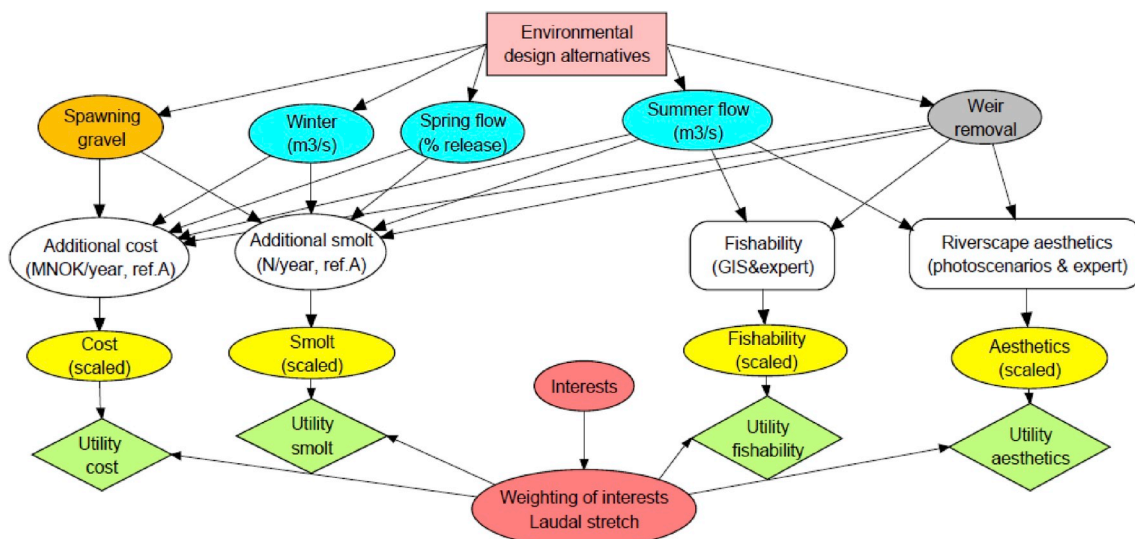 Environmental
design alternatives
Spawning
gravel
Winter
(m3/s)
Spring flow
(% release)
Summer flow
(m3/s)
Weir
removal
Additional cost
(MNOK/year, ref.A)
Additional smolt
(N/year, ref.A)
Fishability
(GIS&expert)
Riverscape aesthetics
(photoscenarios & expert)
Cost
(scaled)
Smolt
(scaled)
Fishability
(scaled)
Aesthetics
(scaled)
Interests
Utility
cost
Utility
smolt
Utility
fishability
Utility
aesthetics
Weighting of interests
Laudal stretch